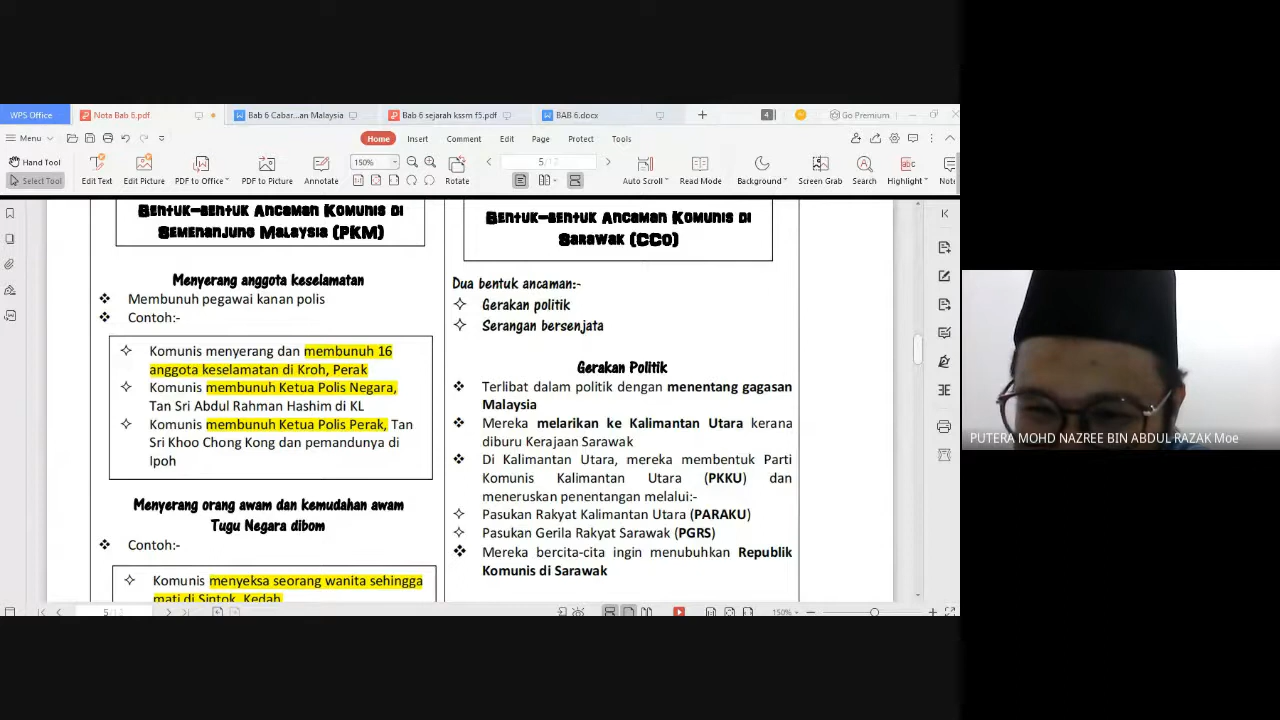 WPS Office
Nota Bab 6.pdf
Bab 6 Cabar...an Malaysia
Bab 6 sejarah kssm f5.pdf
BAB 6.docx
4
Go Premium
Menu
Home
Insert
Comment
Edit
Page
Protect
Tools
Hand Tool
Select Tool
Edit Text
Edit Picture
PDF to Office
PDF to Picture
Annotate
150%
Rotate
5/12
Auto Scroll
Read Mode
Background
Screen Grab
Search
Highlight
Bentuk-bentuk Ancaman Komunis di
Semenanjung Malaysia (PKM)
Menyerang anggota keselamatan
Membunuh pegawai kanan polis
Contoh:-
Komunis menyerang dan membunuh 16
anggota keselamatan di Kroh, Perak
Komunis membunuh Ketua Polis Negara,
Tan Sri Abdul Rahman Hashim di KL
Komunis membunuh Ketua Polis Perak, Tan
Sri Khoo Chong Kong dan pemandunya di
Ipoh
Menyerang orang awam dan kemudahan awam
Tugu Negara dibom
Contoh:-
Komunis menyeksa seorang wanita sehingga
mati di Sintok, Kedah
Bentuk-bentuk Ancaman Komunis di
Sarawak (CCO)
Dua bentuk ancaman:-
Gerakan politik
Serangan bersenjata
Gerakan Politik
Terlibat dalam politik dengan menentang gagasan
Malaysia
Mereka melarikan ke Kalimantan Utara kerana
diburu Kerajaan Sarawak
Di Kalimantan Utara, mereka membentuk Parti
Komunis Kalimantan Utara (PKKU) dan
meneruskan penentangan melalui:-
Pasukan Rakyat Kalimantan Utara (PARAKU)
Pasukan Gerila Rakyat Sarawak (PGRS)
Mereka bercita-cita ingin menubuhkan Republik
Komunis di Sarawak
150%
PUTERA MOHD NAZREE BIN ABDUL RAZAK Moe